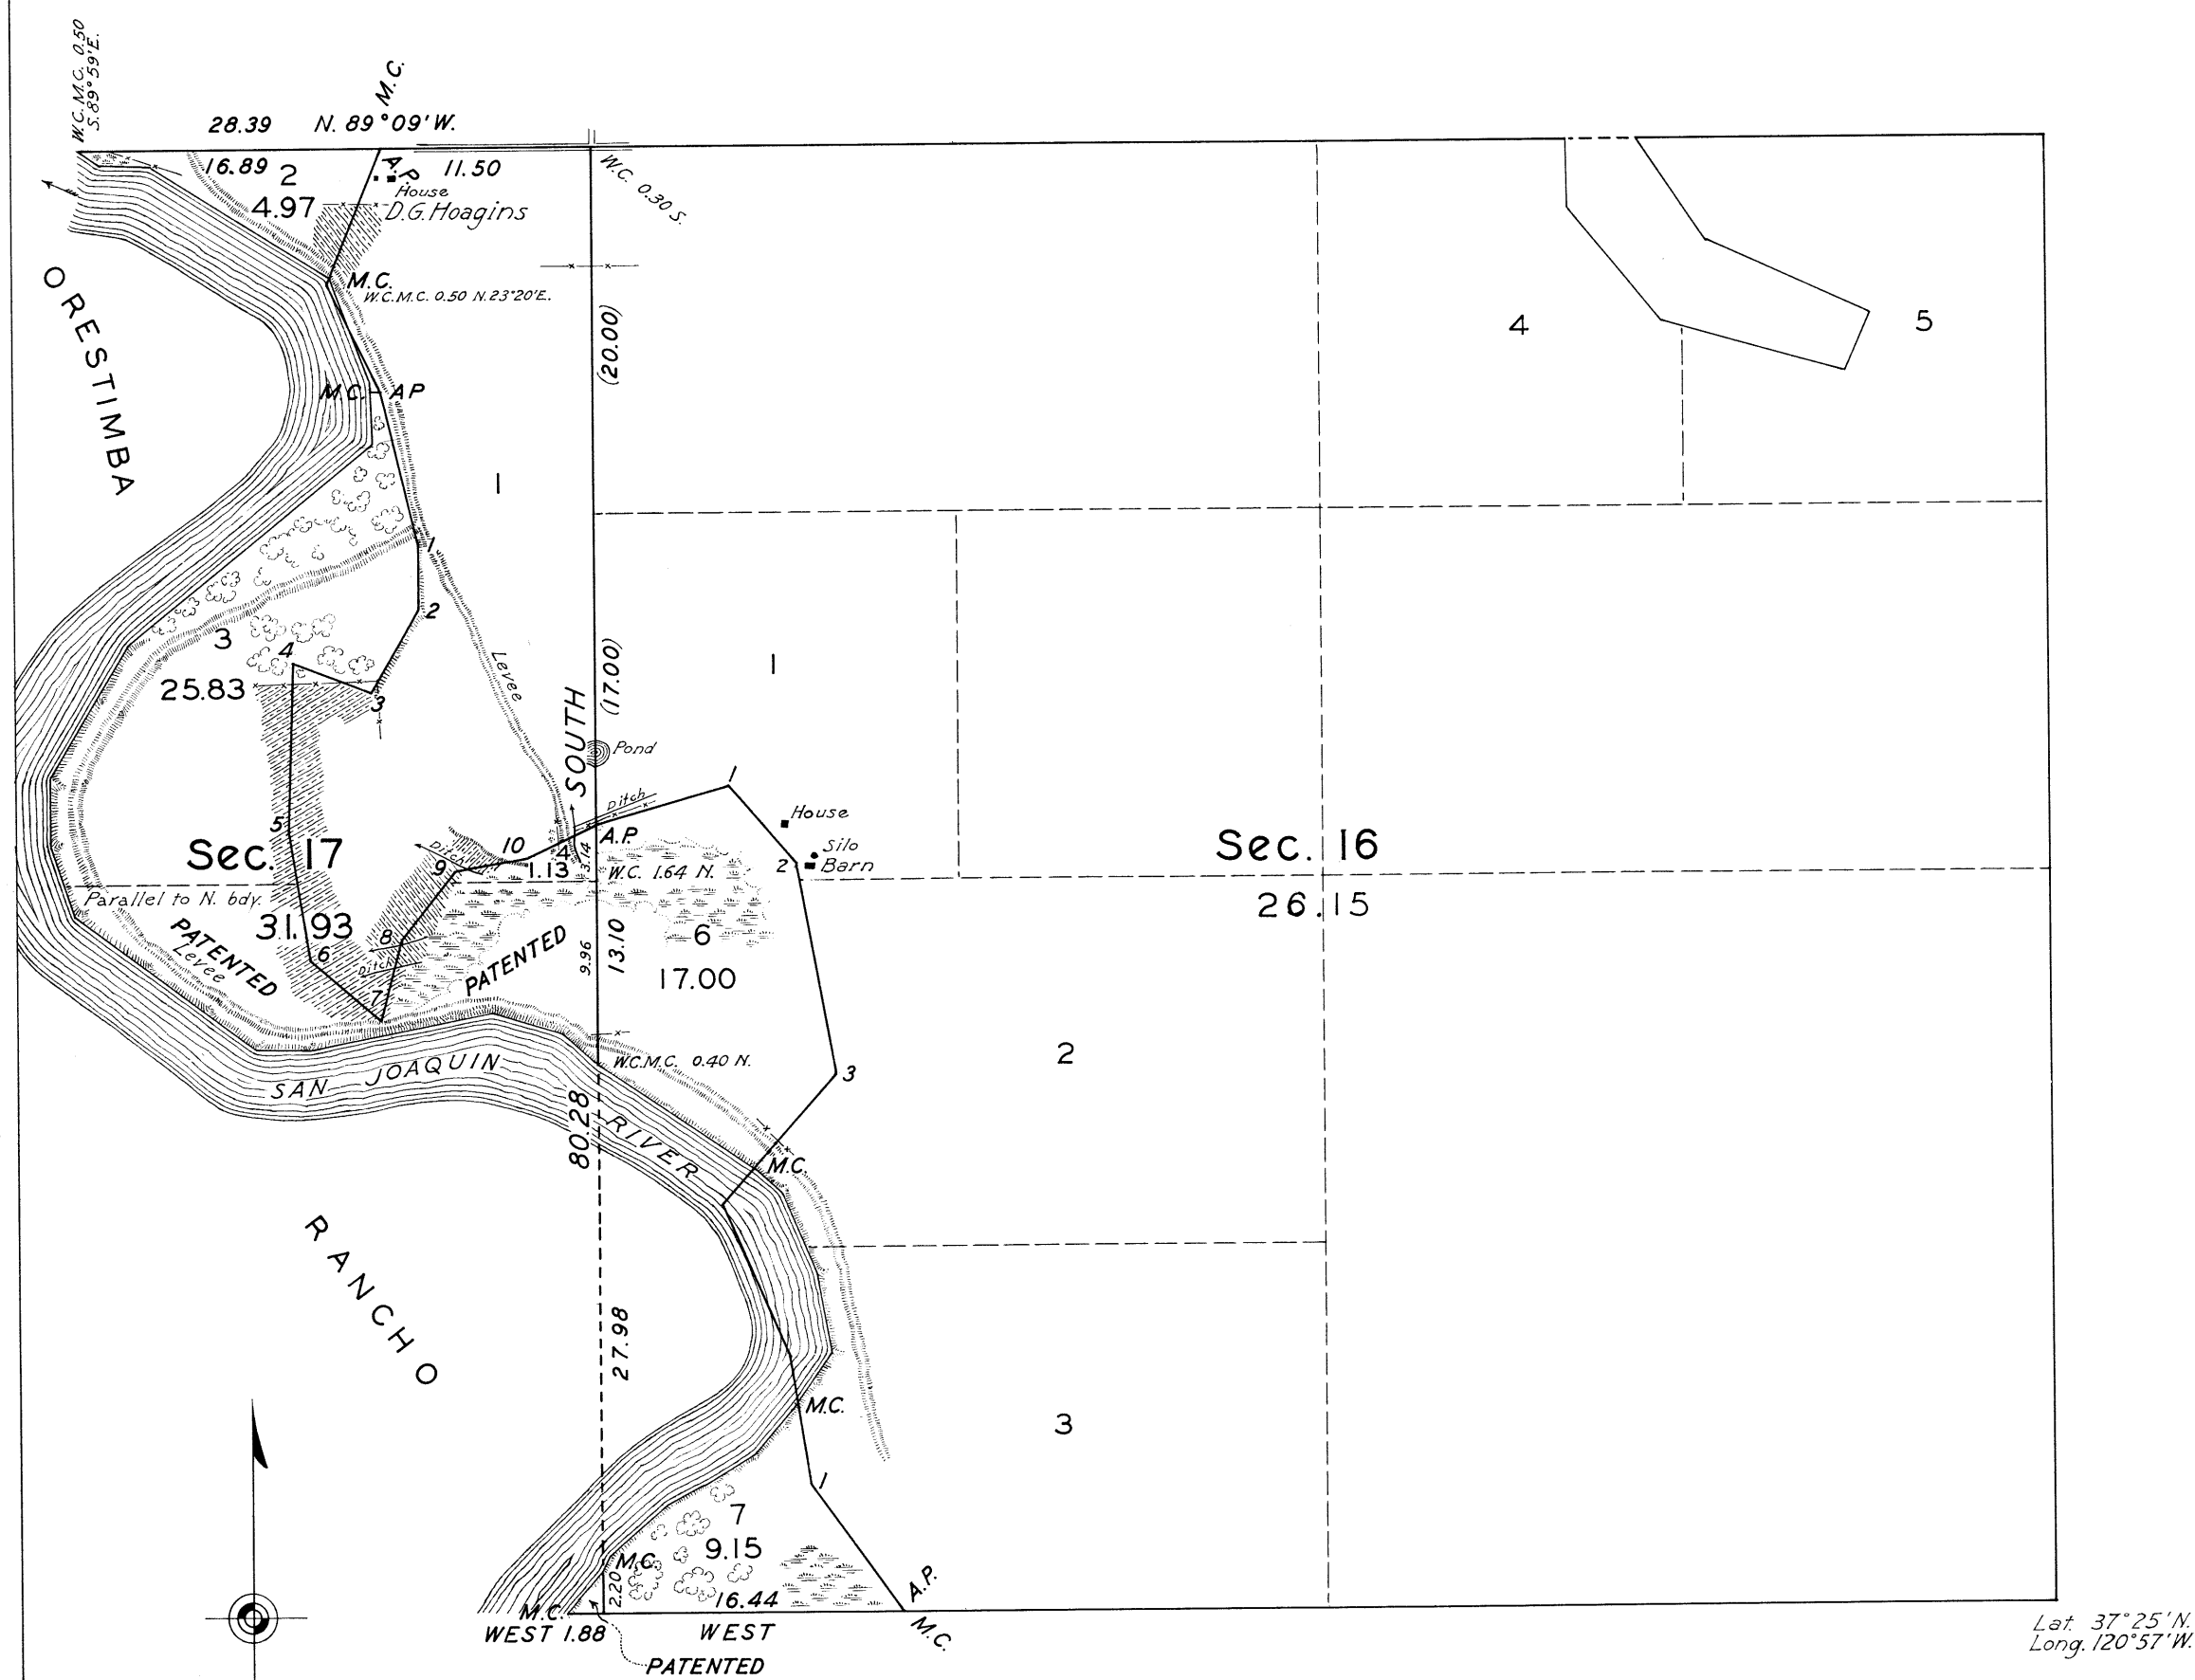 W.C.M.C. 0.50
S.89°59'E.
28.39 N. 89°09'W.
M.C.
16.89
2
4.97
A.P.
11.50
House
D.G.Hoagins
W.C. 0.30 S.
M.C.
W.C.M.C. 0.50 N.23°20'E.
(20.00)
4
5
ORESTIMBA
M.C.-AP
1
1
2
3
4
25.83
3
Levee
SOUTH
(17.00)
1
Pond
1
Ditch
House
Silo
Barn
2
5
Sec. 17
10
4
A.P.
3.14
Ditch
9
1.13
W.C. 1.64 N.
Sec. 16
26.15
Parallel to N. bdy.
31.93
PATENTED
Levee
6
8
Ditch
7
PATENTED
9.96
13.10
6
17.00
SAN JOAQUIN
RIVER
W.C.M.C. 0.40 N.
3
2
80.28
M.C.
RANCHO
27.98
M.C.
3
1
7
9.15
M.C.
2.20
16.44
A.P.
M.C.
WEST 1.88
WEST
M.C.
PATENTED
Lat. 37°25'N.
Long. 120°57'W.